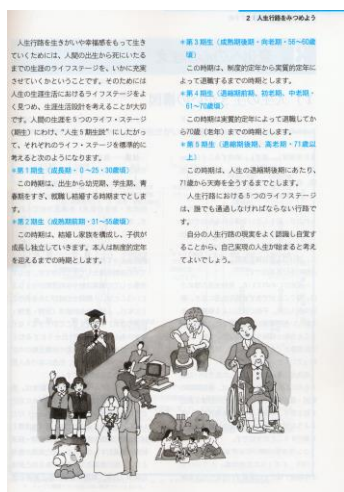 2 人生行路をみつめよう
人生行路を生きがいや幸福感をもって生き
ていくためには、人間の出生から死にいたる
までの生涯のライフステージを、いかに充実
させていくかということです。そのためには
人生の生涯生活におけるライフステージをよ
く見つめ、生涯生活設計を考えることが大切
です。人間の生涯を5つのライフ・ステージ
(期生)にわけ、“人生5期生説”にしたがっ
て、それぞれのライフ・ステージを標準的に
考えると次のようになります。
*第1期生(成長期・0〜25・30歳頃)
この時期は、出生から幼児期、学生期、青
春期をすぎ、就職し結婚する時期までとしま
す。
*第2期生(成熟期前期・31〜55歳頃)
この時期は、結婚し家族を構成し、子供が
成長し独立していきます。本人は制度的定年
を迎えるまでの時期とします。
*第3期生(成熟期後期・向老期・56〜60歳
頃)
この時期は、制度的定年から実質的定年に
よって退職するまでの時期とします。
*第4期生(退縮期前期、初老期、中老期・
61〜70歳頃)
この時期は実質的定年によって退職してか
ら70歳(老年)までの時期とします。
*第5期生(退縮期後期、高老期・71歳以
上)
この時期は、人生の退縮期後期にあたり、
71歳から天寿を全うするまでとします。
人生行路における5つのライフステージ
は、誰でも通過しなければならない行路で
す。
自分の人生行路の現実をよく認識し自覚す
ることから、自己実現の人生が始まると考え
てよいでしょう。